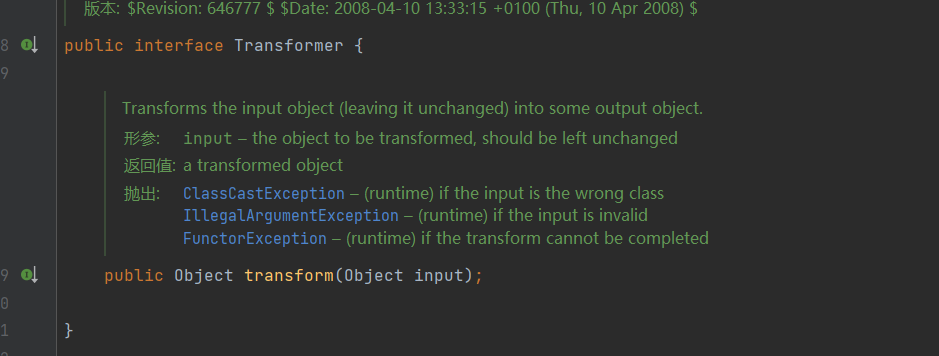 版本: $Revision: 646777 $ $Date: 2008-04-10 13:33:15 +0100 (Thu, 10 Apr 2008) $
8 public interface Transformer {
9
Transforms the input object (leaving it unchanged) into some output object.
形参: input – the object to be transformed, should be left unchanged
返回值: a transformed object
抛出: ClassCastException – (runtime) if the input is the wrong class
IllegalArgumentException – (runtime) if the input is invalid
FunctorException – (runtime) if the transform cannot be completed
9 public Object transform(Object input);
0
1 }